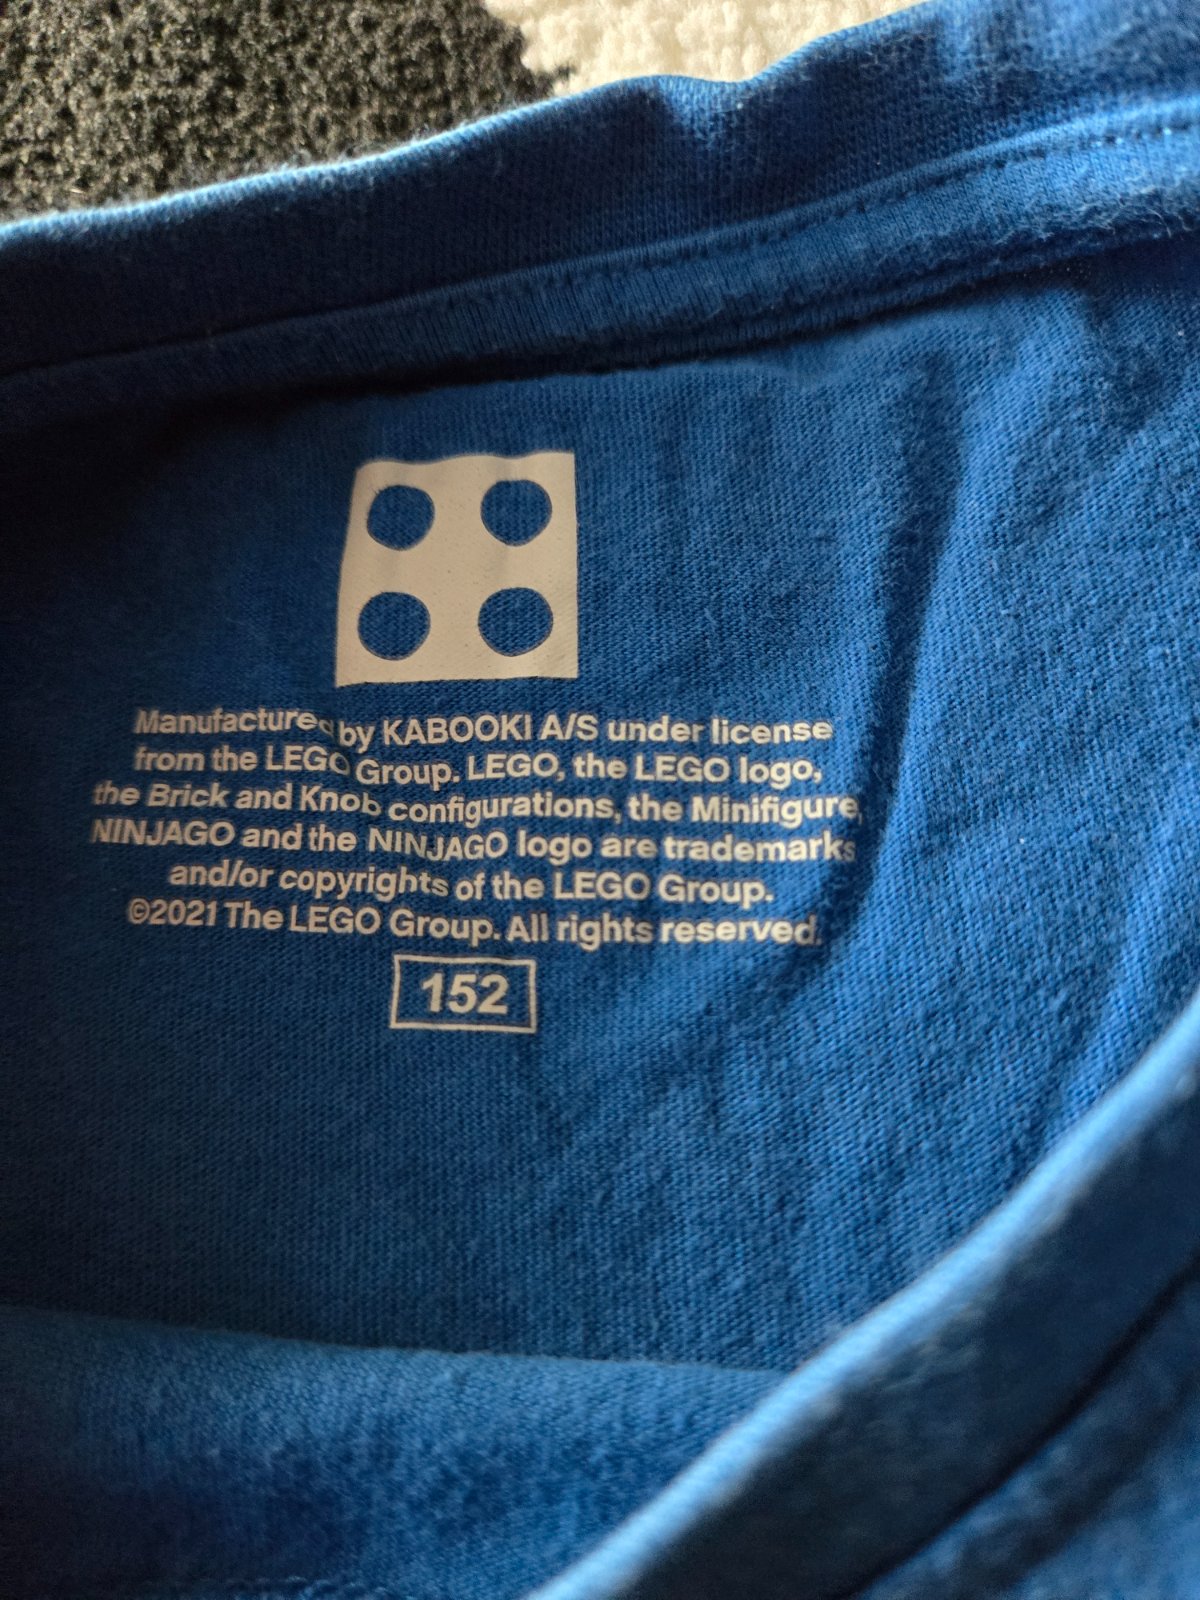 Manufactured by KABOOKI A/S under license
from the LEGO Group. LEGO, the LEGO logo,
the Brick and Knob configurations, the Minifigure,
NINJAGO and the NINJAGO logo are trademarks
and/or copyrights of the LEGO Group.
©2021 The LEGO Group. All rights reserved.
152